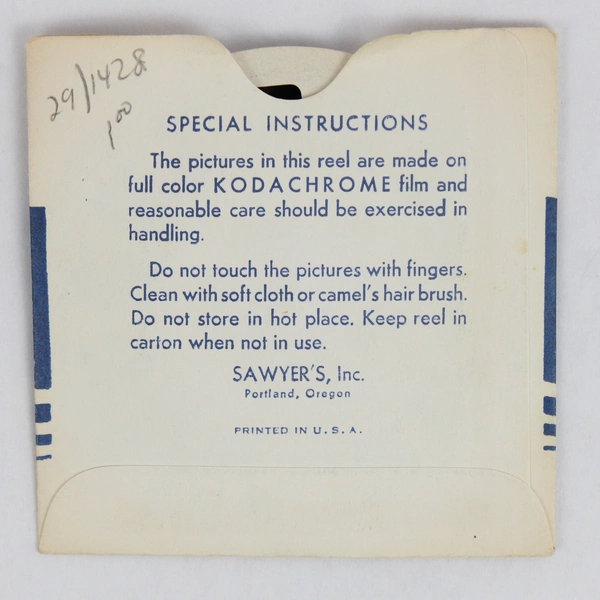 29/1428
1.00
SPECIAL INSTRUCTIONS
The pictures in this reel are made on
full color KODACHROME film and
reasonable care should be exercised in
handling.
Do not touch the pictures with fingers.
Clean with soft cloth or camel's hair brush.
Do not store in hot place. Keep reel in
carton when not in use.
SAWYER'S, Inc.
Portland, Oregon
PRINTED IN U. S. A.